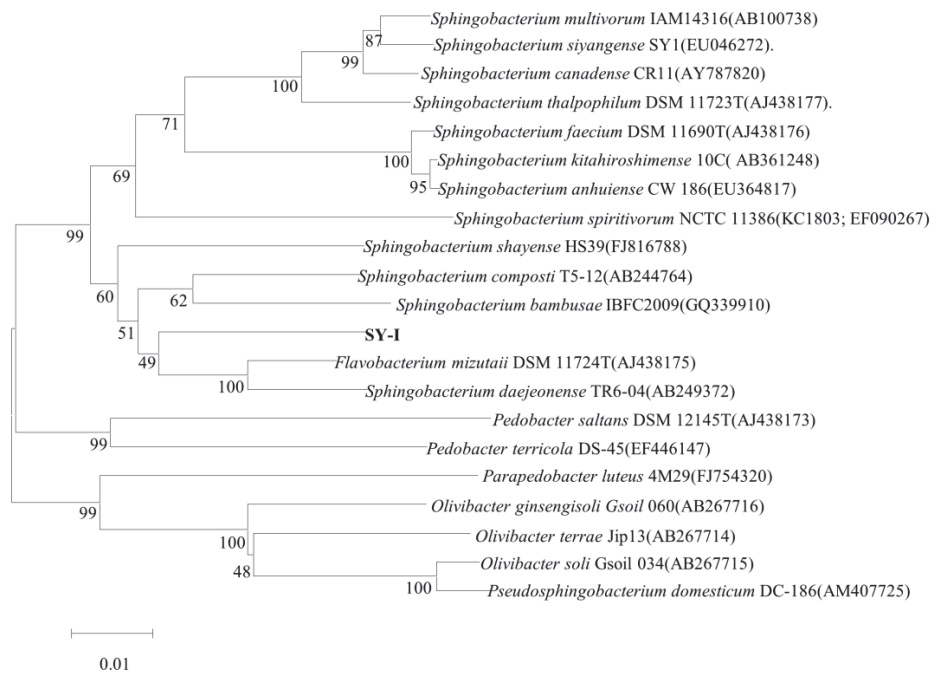 Sphingobacterium multivorum IAM14316(AB100738)
87
Sphingobacterium siyangense SY1(EU046272).
99
Sphingobacterium canadense CR11(AY787820)
100
Sphingobacterium thalpophilum DSM 11723T(AJ438177).
71
Sphingobacterium faecium DSM 11690T(AJ438176)
100
Sphingobacterium kitahiroshimense 10C( AB361248)
69
95
Sphingobacterium anhuiense CW 186(EU364817)
Sphingobacterium spiritivorum NCTC 11386(KC1803; EF090267)
99
Sphingobacterium shayense HS39(FJ816788)
Sphingobacterium composti T5-12(AB244764)
60
62
Sphingobacterium bambusae IBFC2009(GQ339910)
51
SY-I
49
Flavobacterium mizutaii DSM 11724T(AJ438175)
100
Sphingobacterium daejeonense TR6-04(AB249372)
Pedobacter saltans DSM 12145T(AJ438173)
99
Pedobacter terricola DS-45(EF446147)
Parapedobacter luteus 4M29(FJ754320)
99
Olivibacter ginsengisoli Gsoil 060(AB267716)
100
Olivibacter terrae Jip13(AB267714)
48
Olivibacter soli Gsoil 034(AB267715)
100
Pseudosphingobacterium domesticum DC-186(AM407725)
0.01